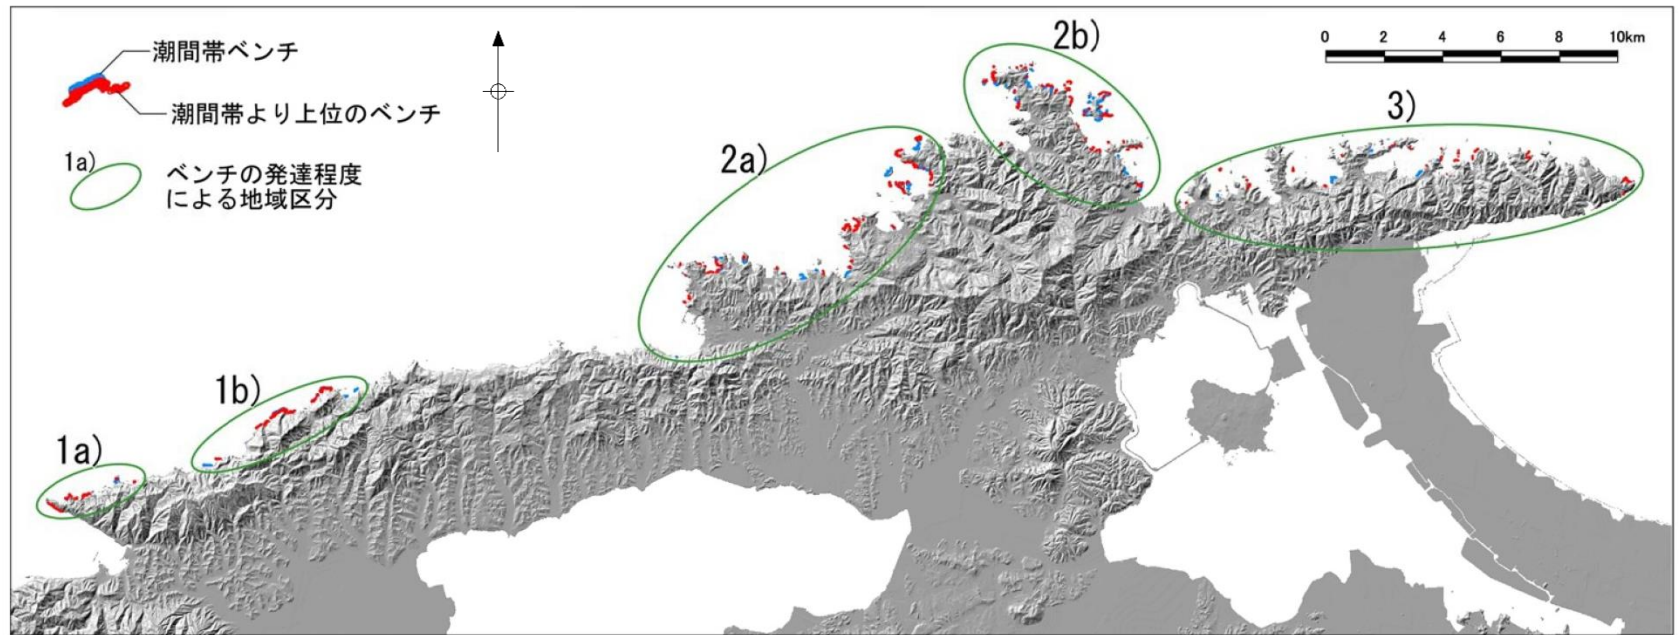 潮間帯ベンチ
潮間帯より上位のベンチ
1a)
ベンチの発達程度
による地域区分
0 2 4 6 8 10km
1a)
1b)
2a)
2b)
3)